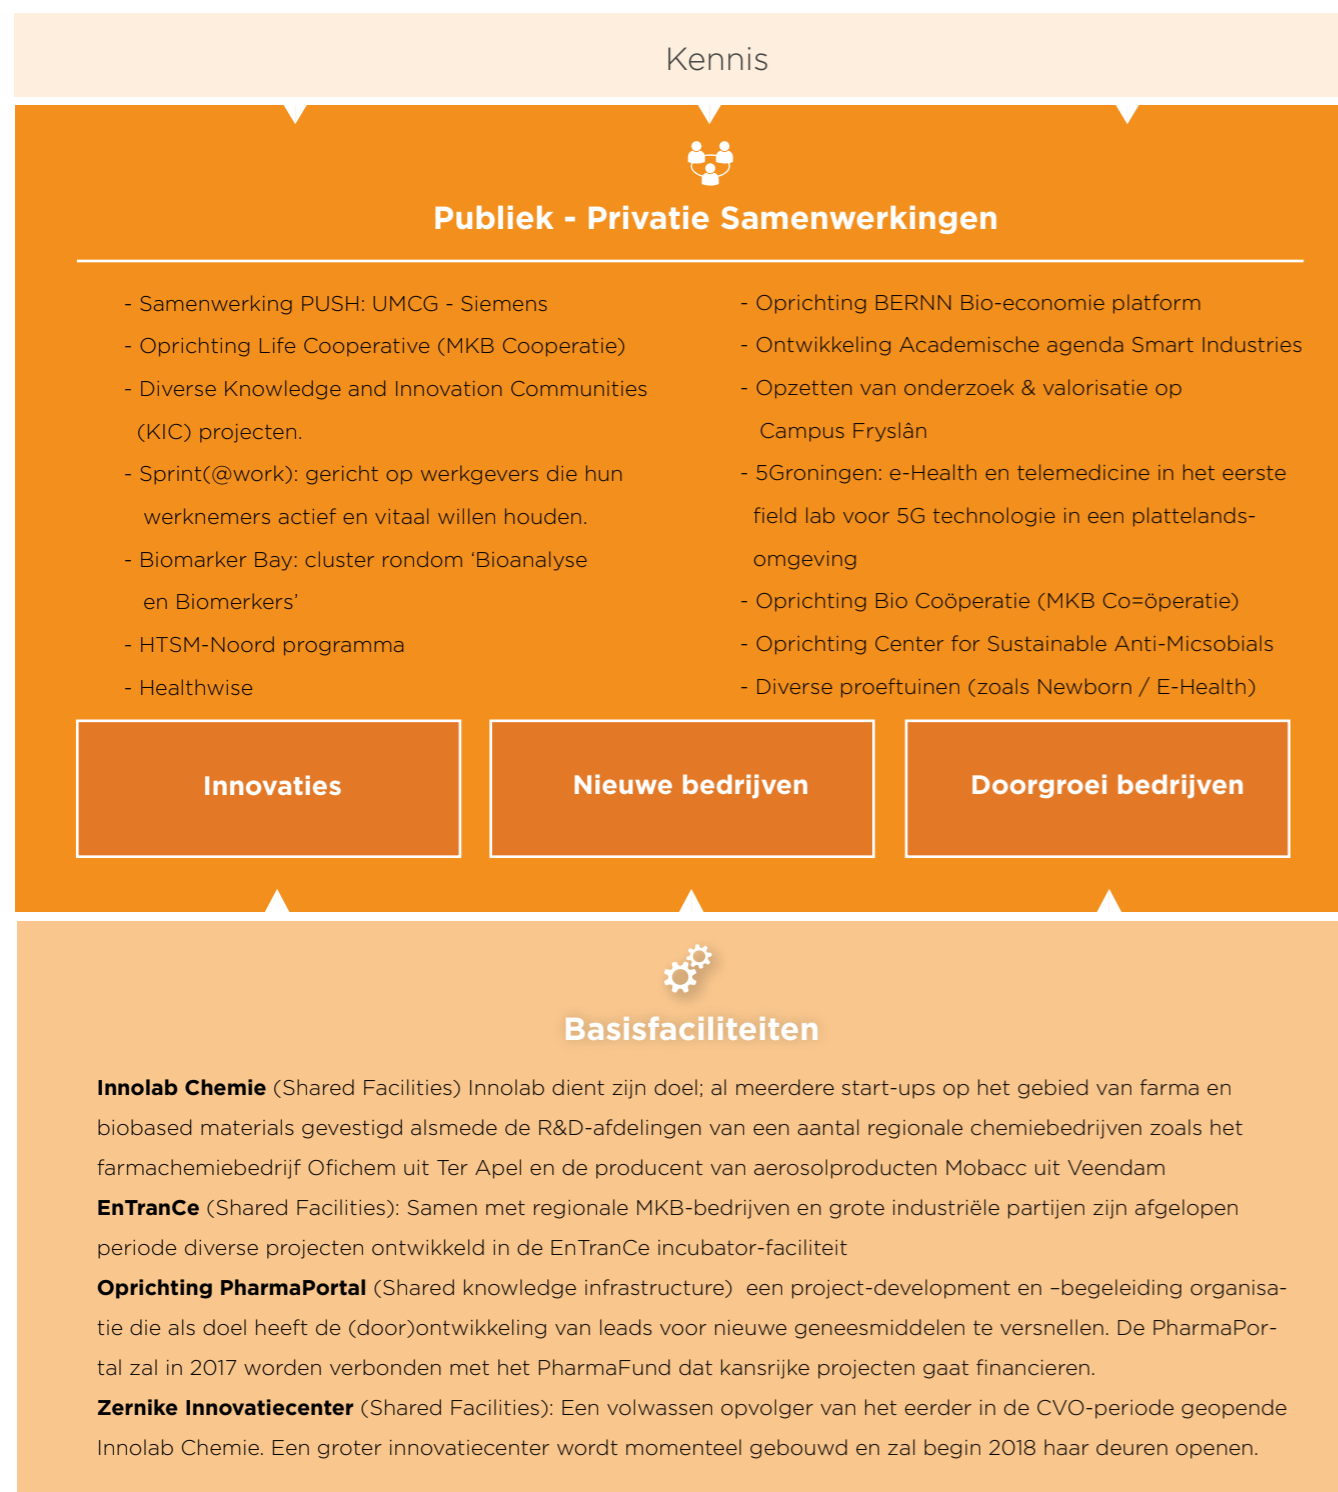 Kennis
Publiek - Privatie Samenwerkingen
- Samenwerking PUSH: UMCG - Siemens
- Oprichting Life Cooperative (MKB Cooperatie)
- Diverse Knowledge and Innovation Communities
(KIC) projecten.
- Sprint(@work): gericht op werkgevers die hun
werknemers actief en vitaal willen houden.
- Biomarker Bay: cluster rondom ‘Bioanalyse
en Biomerkers’
- HTSM-Noord programma
- Healthwise
- Oprichting BERNN Bio-economie platform
- Ontwikkeling Academische agenda Smart Industries
- Opzetten van onderzoek & valorisatie op
Campus Fryslân
- 5Groningen: e-Health en telemedicine in het eerste
field lab voor 5G technologie in een plattelands-
omgeving
- Oprichting Bio Coöperatie (MKB Co=öperatie)
- Oprichting Center for Sustainable Anti-Micsobials
- Diverse proeftuinen (zoals Newborn / E-Health)
Innovaties
Nieuwe bedrijven
Doorgroei bedrijven
Basisfaciliteiten
Innolab Chemie (Shared Facilities) Innolab dient zijn doel; al meerdere start-ups op het gebied van farma en
biobased materials gevestigd alsmede de R&D-afdelingen van een aantal regionale chemiebedrijven zoals het
farmachemiebedrijf Ofichem uit Ter Apel en de producent van aerosolproducten Mobacc uit Veendam
EnTranCe (Shared Facilities): Samen met regionale MKB-bedrijven en grote industriële partijen zijn afgelopen
periode diverse projecten ontwikkeld in de EnTranCe incubator-faciliteit
Oprichting PharmaPortal (Shared knowledge infrastructure)  een project-development en –begeleiding organisa-
tie die als doel heeft de (door)ontwikkeling van leads voor nieuwe geneesmiddelen te versnellen. De PharmaPor-
tal zal in 2017 worden verbonden met het PharmaFund dat kansrijke projecten gaat financieren.
Zernike Innovatiecenter (Shared Facilities): Een volwassen opvolger van het eerder in de CVO-periode geopende
Innolab Chemie. Een groter innovatiecenter wordt momenteel gebouwd en zal begin 2018 haar deuren openen.